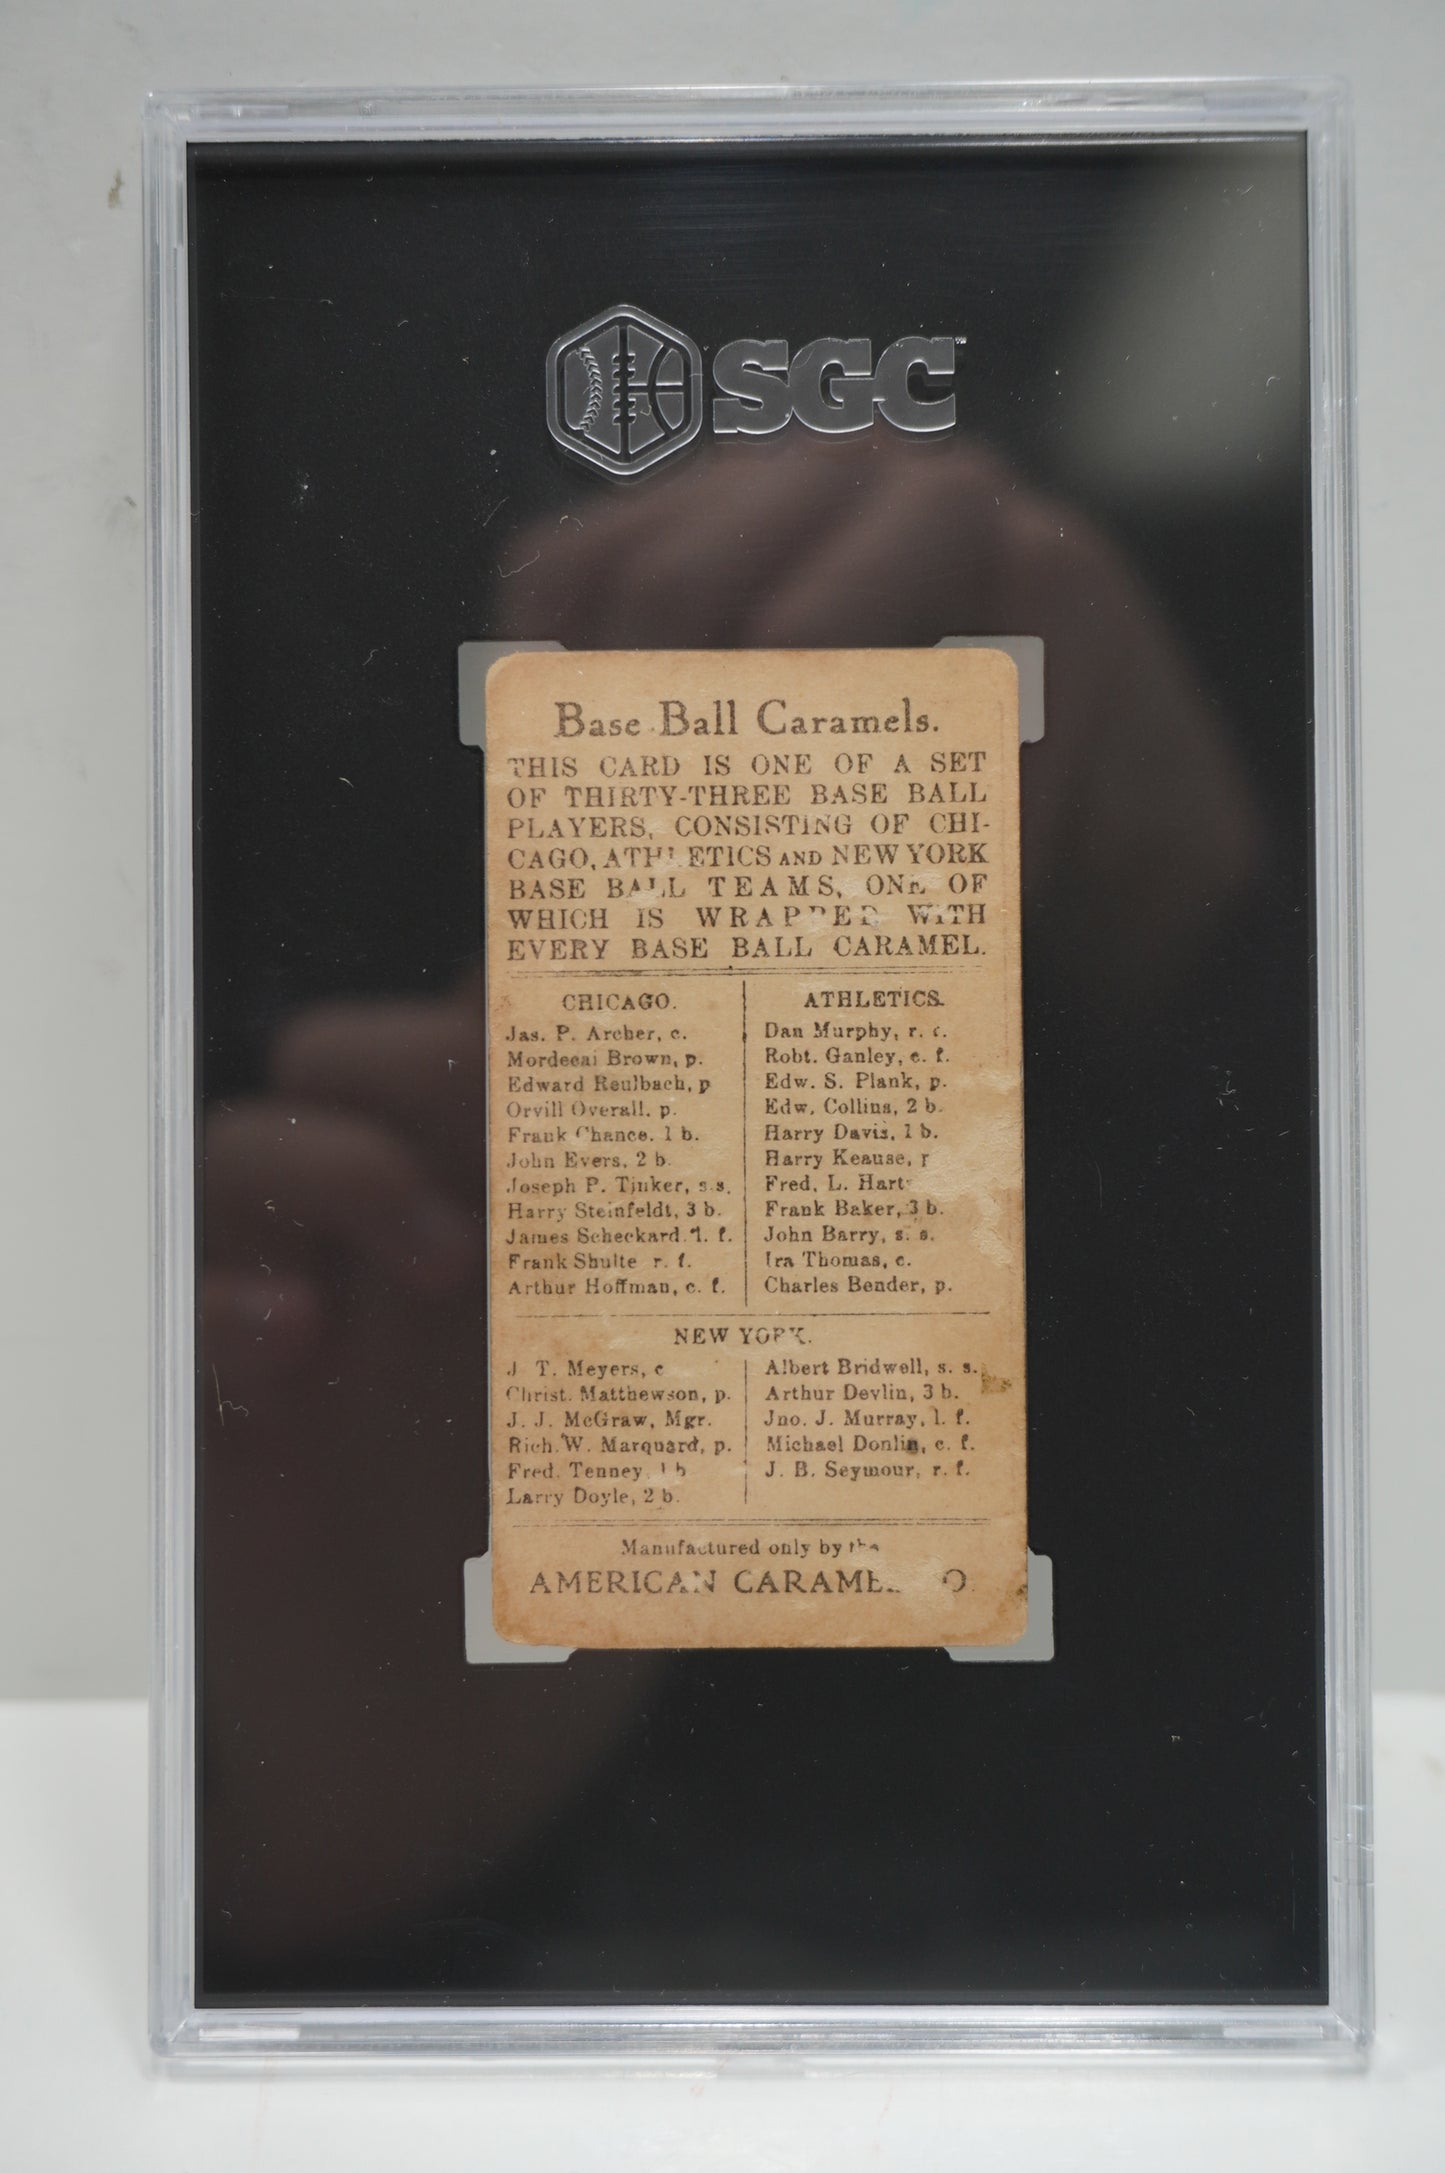 SGC™
Base Ball Caramels.
THIS CARD IS ONE OF A SET
OF THIRTY-THREE BASE BALL
PLAYERS, CONSISTING OF CHI-
CAGO, ATHLETICS AND NEW YORK
BASE BALL TEAMS, ONE OF
WHICH IS WRAPPED WITH
EVERY BASE BALL CARAMEL.
CHICAGO.
Jas. P. Archer, c.
Mordecai Brown, p.
Edward Reulbach, p
Orvill Overall, p.
Frank Chance, 1 b.
John Evers, 2 b.
Joseph P. Tinker, s.s.
Harry Steinfeldt, 3 b.
James Scheckard, l. f.
Frank Shulte r. f.
Arthur Hoffman, c. f.
ATHLETICS.
Dan Murphy, r. f.
Robt. Ganley, c. f.
Edw. S. Plank, p.
Edw. Collins, 2 b.
Harry Davis, 1 b.
Harry Keause, p
Fred. L. Hart
Frank Baker, 3 b.
John Barry, s. s.
Ira Thomas, c.
Charles Bender, p.
NEW YORK.
J T. Meyers, c
Christ. Matthewson, p.
J. J. McGraw, Mgr.
Rich. W. Marquard, p.
Fred. Tenney, 1 b
Larry Doyle, 2 b.
Albert Bridwell, s. s.
Arthur Devlin, 3 b.
Jno. J. Murray, l. f.
Michael Donlin, c. f.
J. B. Seymour, r. f.
Manufactured only by the
AMERICAN CARAMEL CO.